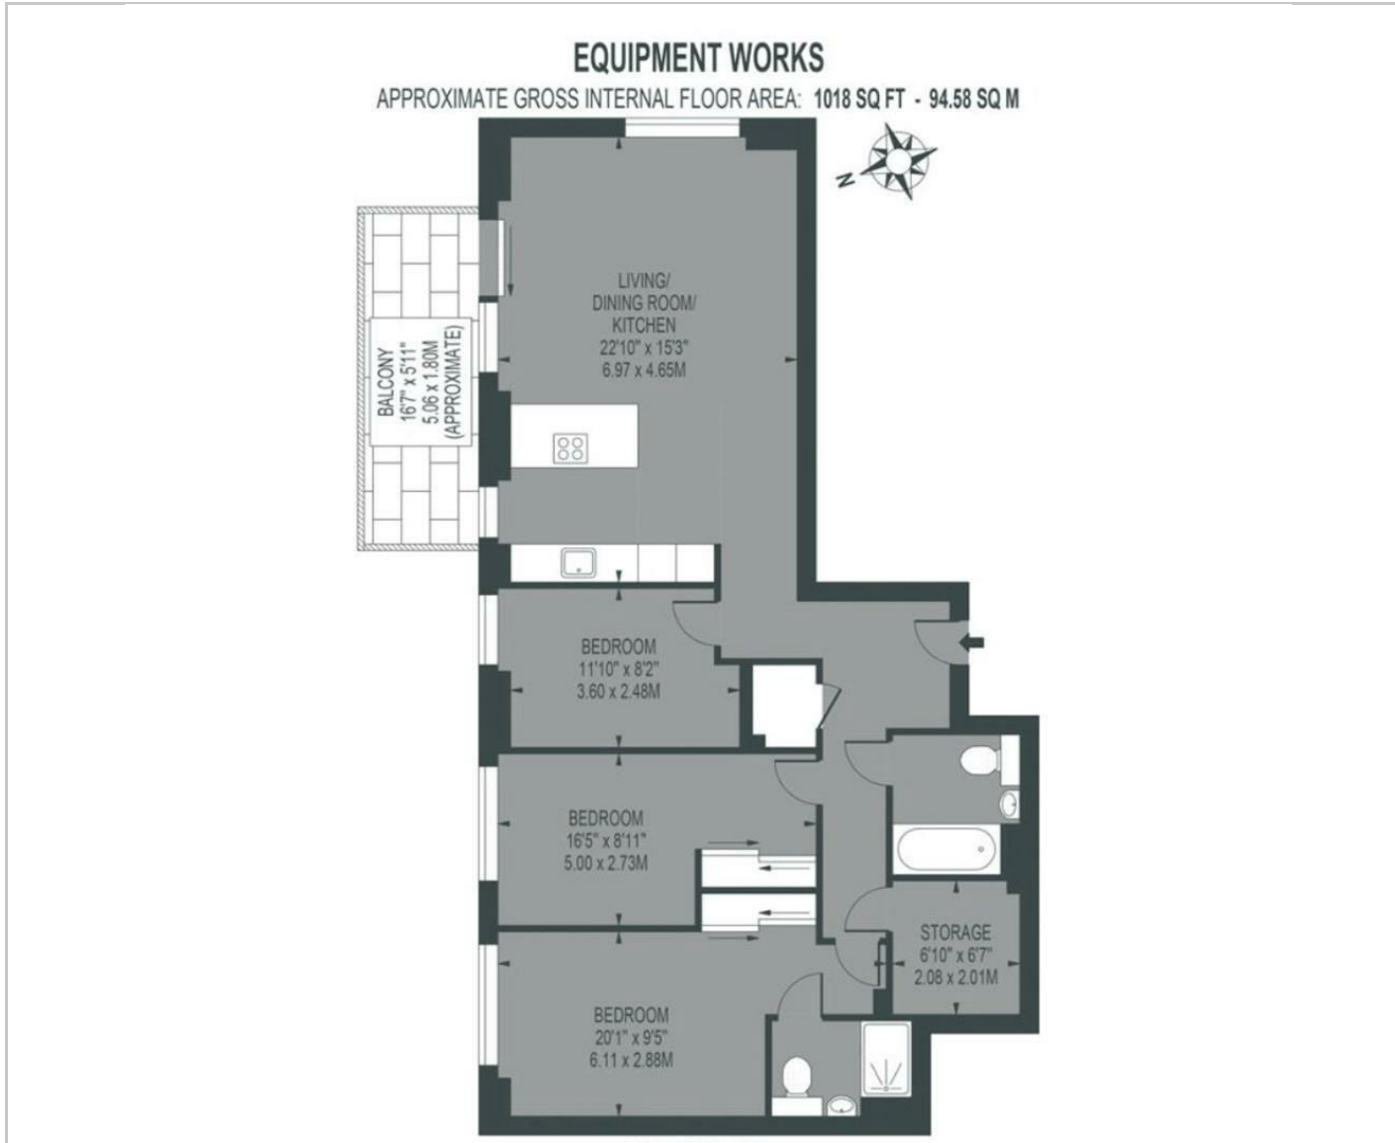 EQUIPMENT WORKS
APPROXIMATE GROSS INTERNAL FLOOR AREA: 1018 SQ FT - 94.58 SQ M
N
LIVING/
DINING ROOM/
KITCHEN
22'10" x 15'3"
6.97 x 4.65M
BALCONY
16'7" x 5'11"
5.06 x 1.80M
(APPROXIMATE)
BEDROOM
11'10" x 8'2"
3.60 x 2.48M
BEDROOM
16'5" x 8'11"
5.00 x 2.73M
STORAGE
6'10" x 6'7"
2.08 x 2.01M
BEDROOM
20'1" x 9'5"
6.11 x 2.88M